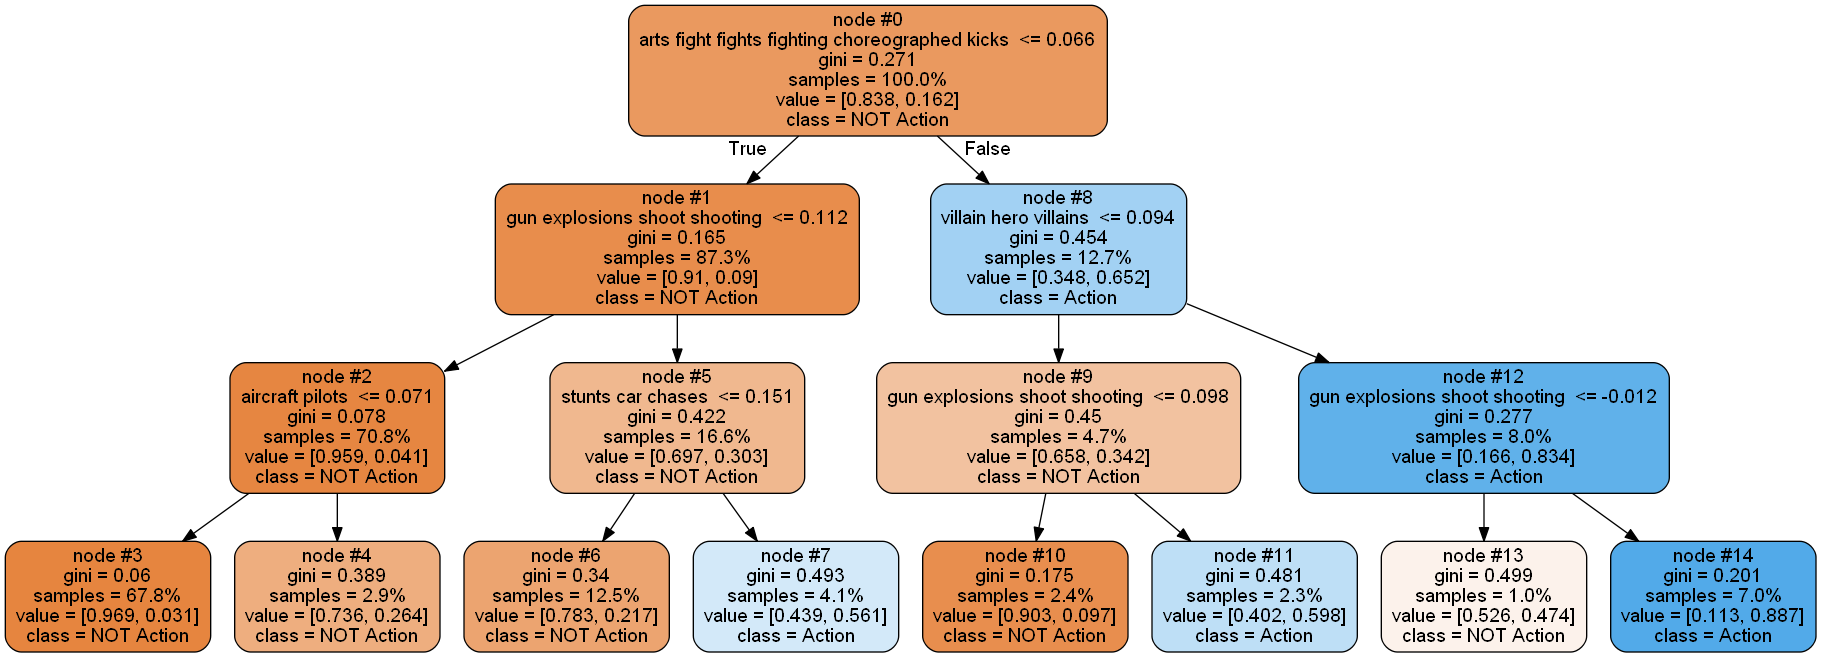 node #0
arts fight fights fighting choreographed kicks  <= 0.066
gini = 0.271
samples = 100.0%
value = [0.838, 0.162]
class = NOT Action
True
False
node #1
gun explosions shoot shooting  <= 0.112
gini = 0.165
samples = 87.3%
value = [0.91, 0.09]
class = NOT Action
node #8
villain hero villains  <= 0.094
gini = 0.454
samples = 12.7%
value = [0.348, 0.652]
class = Action
node #2
aircraft pilots  <= 0.071
gini = 0.078
samples = 70.8%
value = [0.959, 0.041]
class = NOT Action
node #5
stunts car chases  <= 0.151
gini = 0.422
samples = 16.6%
value = [0.697, 0.303]
class = NOT Action
node #9
gun explosions shoot shooting  <= 0.098
gini = 0.45
samples = 4.7%
value = [0.658, 0.342]
class = NOT Action
node #12
gun explosions shoot shooting  <= -0.012
gini = 0.277
samples = 8.0%
value = [0.166, 0.834]
class = Action
node #3
gini = 0.06
samples = 67.8%
value = [0.969, 0.031]
class = NOT Action
node #4
gini = 0.389
samples = 2.9%
value = [0.736, 0.264]
class = NOT Action
node #6
gini = 0.34
samples = 12.5%
value = [0.783, 0.217]
class = NOT Action
node #7
gini = 0.493
samples = 4.1%
value = [0.439, 0.561]
class = Action
node #10
gini = 0.175
samples = 2.4%
value = [0.903, 0.097]
class = NOT Action
node #11
gini = 0.481
samples = 2.3%
value = [0.402, 0.598]
class = Action
node #13
gini = 0.499
samples = 1.0%
value = [0.526, 0.474]
class = NOT Action
node #14
gini = 0.201
samples = 7.0%
value = [0.113, 0.887]
class = Action